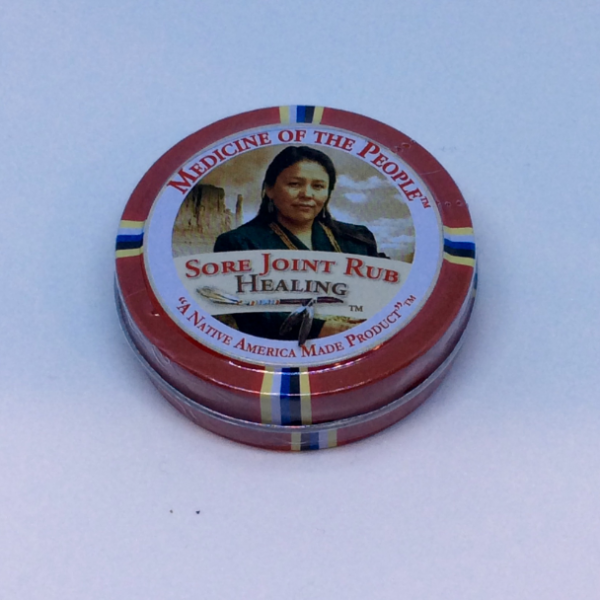 MEDICINE OF THE PEOPLE™
SORE JOINT RUB
HEALING
™
"A NATIVE AMERICA MADE PRODUCT"™